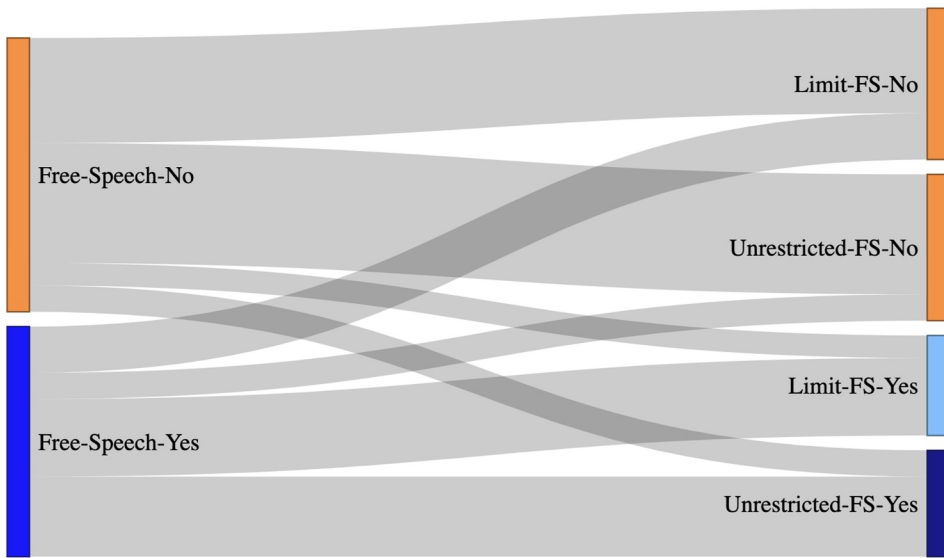 Limit-FS-No
Free-Speech-No
Unrestricted-FS-No
Limit-FS-Yes
Free-Speech-Yes
Unrestricted-FS-Yes